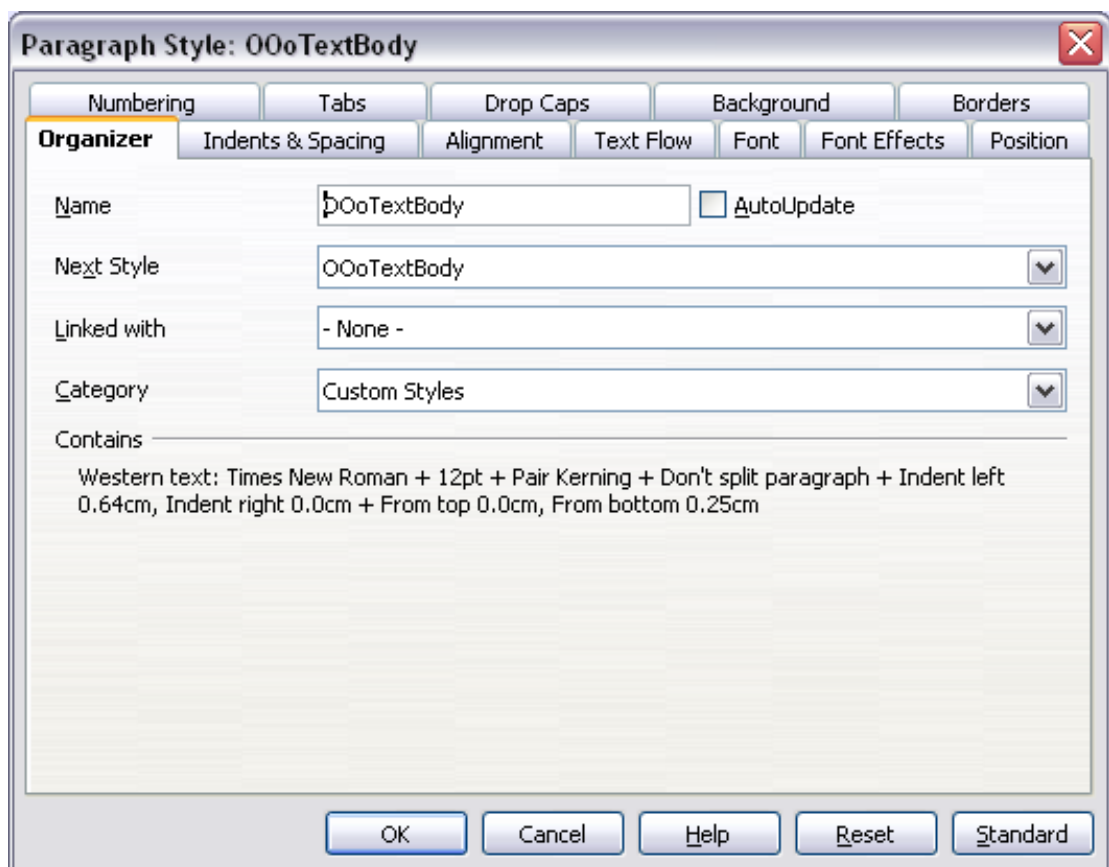 Paragraph Style: OOoTextBody
Numbering Tabs Drop Caps Background Borders
Organizer Indents & Spacing Alignment Text Flow Font Font Effects Position
Name OOoTextBody AutoUpdate
Next Style OOoTextBody
Linked with - None -
Category Custom Styles
Contains
Western text: Times New Roman + 12pt + Pair Kerning + Don't split paragraph + Indent left
0.64cm, Indent right 0.0cm + From top 0.0cm, From bottom 0.25cm
OK Cancel Help Reset Standard